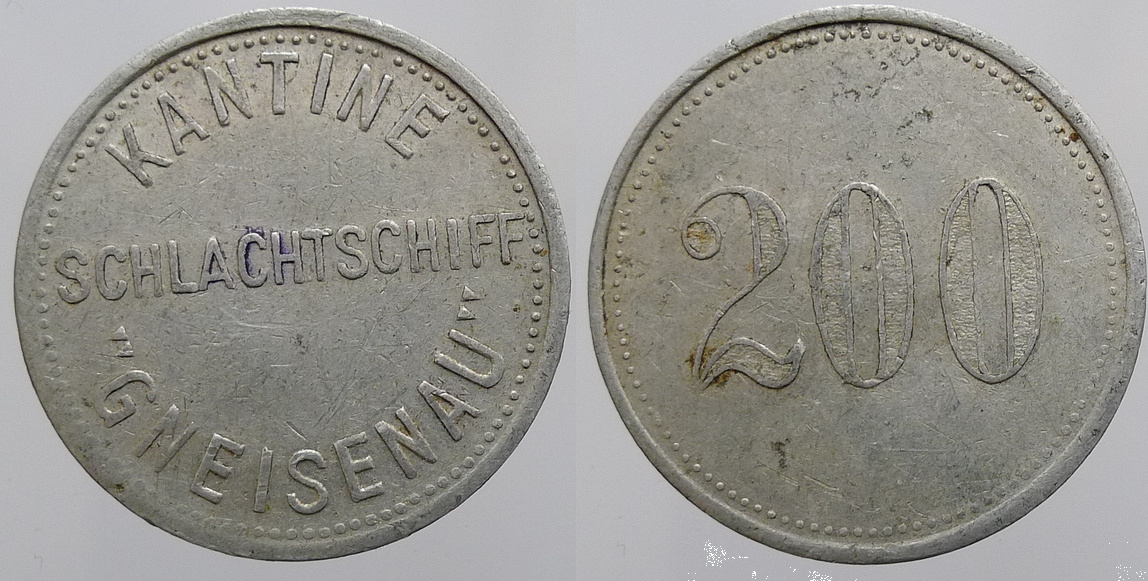 KANTINE
SCHLACHTSCHIFF
"GNEISENAU"
200